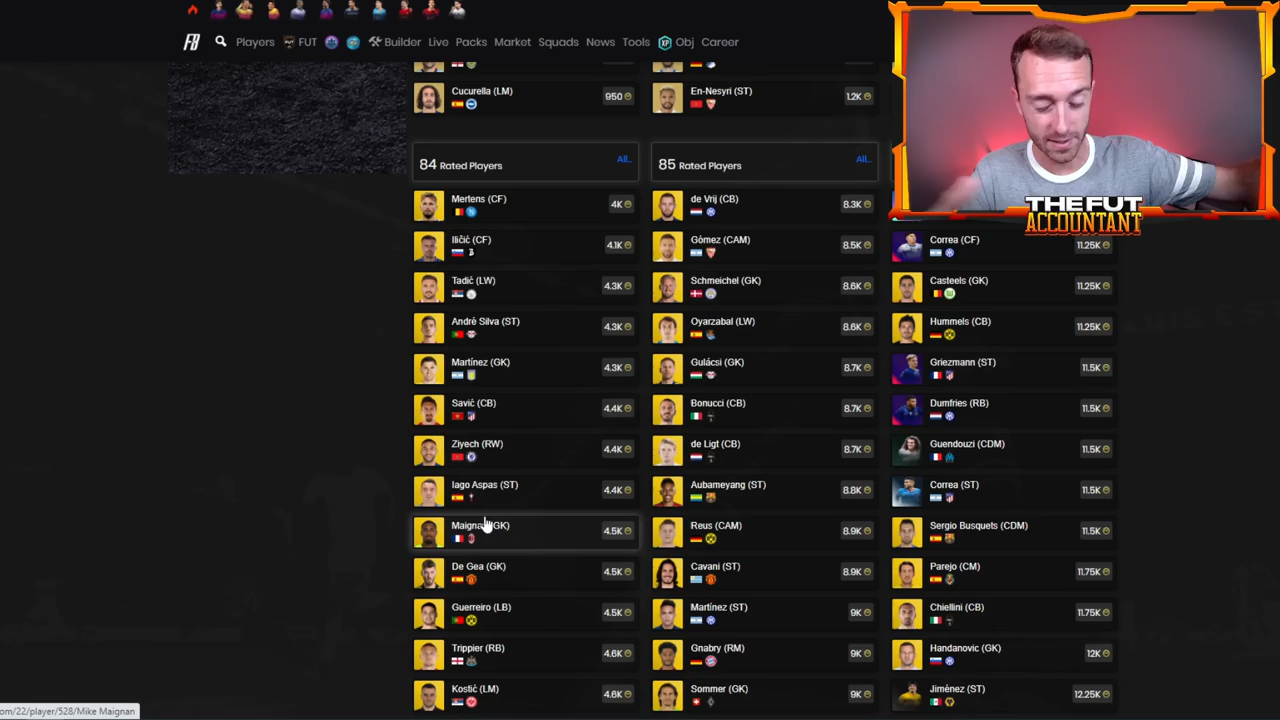 F8 Players FUT Builder Live Packs Market Squads News Tools XP Obj Career
Cucurella (LM) 950
En-Nesyri (ST) 1.2K
84 Rated Players All..
Mertens (CF) 4K
Iličić (CF) 4.1K
Tadić (LW) 4.3K
André Silva (ST) 4.3K
Martínez (GK) 4.3K
Savić (CB) 4.4K
Ziyech (RW) 4.4K
Iago Aspas (ST) 4.4K
(GK) 4.5K
De Gea (GK) 4.5K
Guerreiro (LB) 4.5K
Trippier (RB) 4.6K
Kostić (LM) 4.6K
85 Rated Players All..
de Vrij (CB) 8.3K
Gómez (CAM) 8.5K
Schmeichel (GK) 8.6K
Oyarzabal (LW) 8.6K
Gulácsi (GK) 8.7K
Bonucci (CB) 8.7K
de Ligt (CB) 8.7K
Aubameyang (ST) 8.8K
Reus (CAM) 8.9K
Cavani (ST) 8.9K
Martínez (ST) 9K
Gnabry (RM) 9K
Sommer (GK) 9K
Correa (CF) 11.25K
Casteels (GK) 11.25K
Hummels (CB) 11.25K
Griezmann (ST) 11.5K
Dumfries (RB) 11.5K
Guendouzi (CDM) 11.5K
Correa (ST) 11.5K
Sergio Busquets (CDM) 11.5K
Parejo (CM) 11.75K
Chiellini (CB) 11.75K
Handanovic (GK) 12K
Jiménez (ST) 12.25K
THE FUT
ACCOUNTANT
om/22/player/528/Mike Maignan